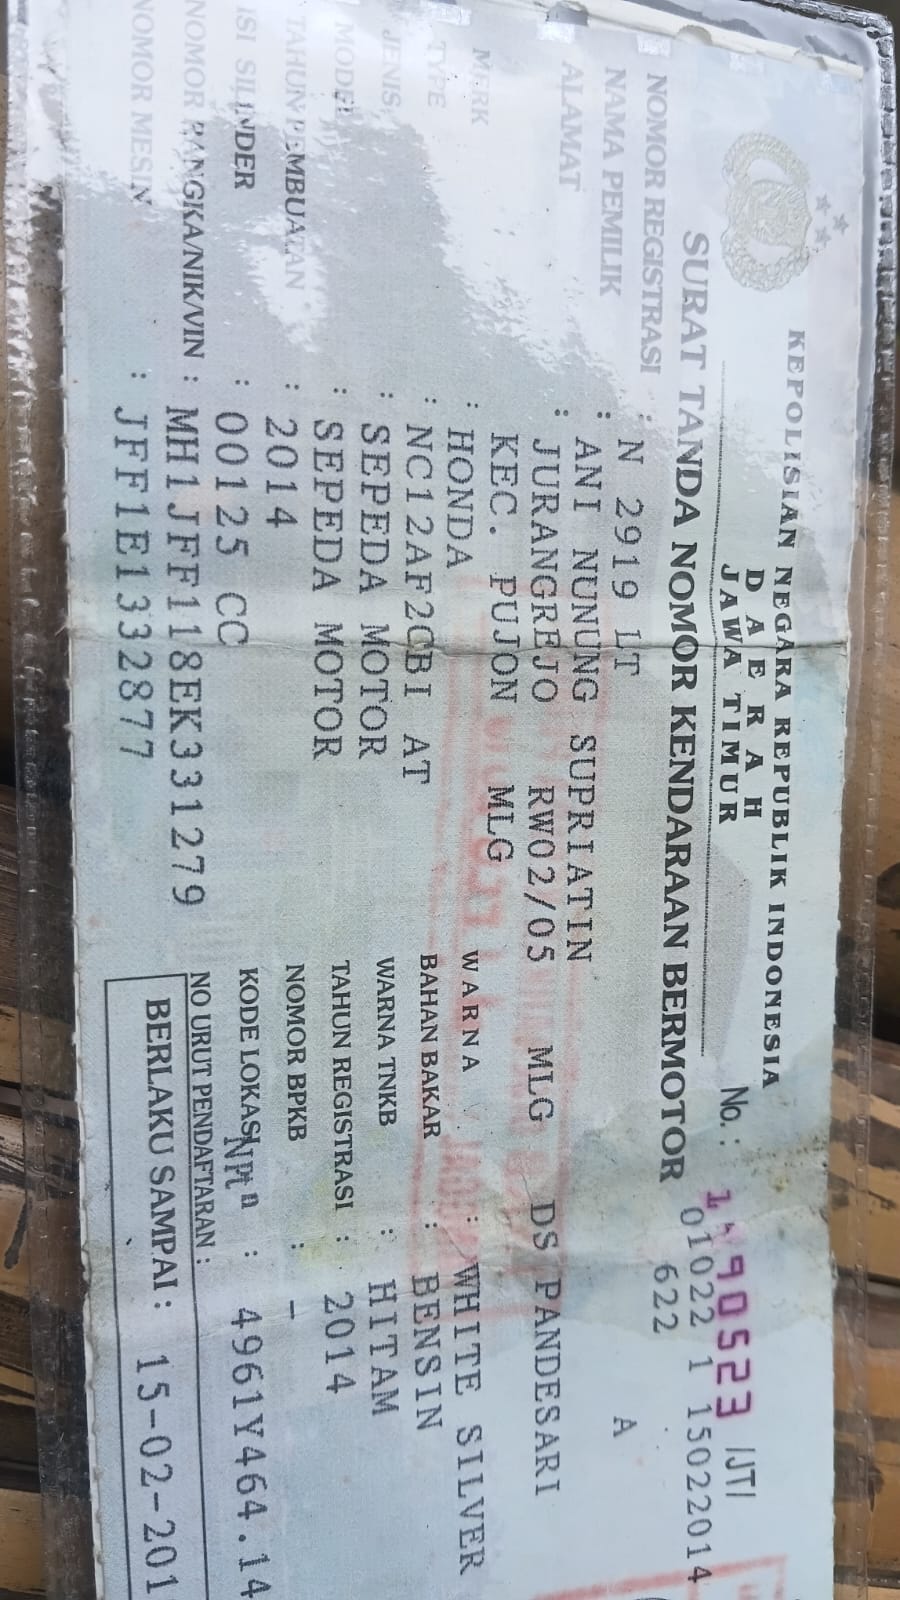 KEPOLISIAN NEGARA REPUBLIK INDONESIA
DAERAH
JAWA TIMUR
No. : 90523 /JTI
01022 1 15022014
SURAT TANDA NOMOR KENDARAAN BERMOTOR 622
NOMOR REGISTRASI : N 2919 LT A
NAMA PEMILIK : ANI NUNUNG SUPRIATIN
ALAMAT : JURANGREJO RW02/05 MLG DS PANDESARI
KEC. PUJON MLG
MERK : HONDA WARNA : WHITE SILVER
TYPE : NC12AF2CBI AT BAHAN BAKAR : BENSIN
JENIS : SEPEDA MOTOR WARNA TNKB : HITAM
MODEL : SEPEDA MOTOR TAHUN REGISTRASI : 2014
TAHUN PEMBUATAN : 2014 NOMOR BPKB : –
ISI SILINDER : 00125 CC KODE LOKASI : 4961Y464.14
NOMOR RANGKA/NIK/VIN : MH1JFF118EK331279 NO URUT PENDAFTARAN :
NOMOR MESIN : JFF1E1332877 BERLAKU SAMPAI : 15-02-201